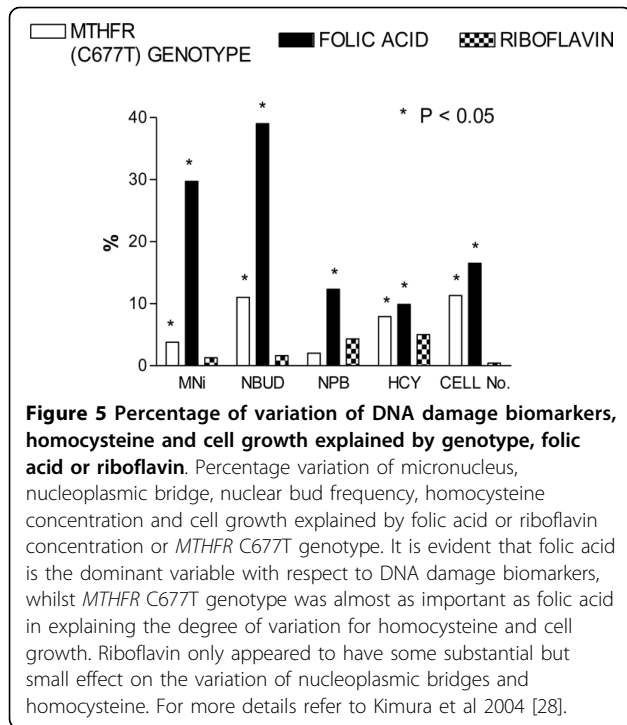 MTHFR
(C677T) GENOTYPE
FOLIC ACID
RIBOFLAVIN
* P < 0.05
40
30
20
10
0
%
* * * * * * * *
MNi NBUD NPB HCY CELL No.
Figure 5 Percentage of variation of DNA damage biomarkers,
homocysteine and cell growth explained by genotype, folic
acid or riboflavin. Percentage variation of micronucleus,
nucleoplasmic bridge, nuclear bud frequency, homocysteine
concentration and cell growth explained by folic acid or riboflavin
concentration or MTHFR C677T genotype. It is evident that folic acid
is the dominant variable with respect to DNA damage biomarkers,
whilst MTHFR C677T genotype was almost as important as folic acid
in explaining the degree of variation for homocysteine and cell
growth. Riboflavin only appeared to have some substantial but
small effect on the variation of nucleoplasmic bridges and
homocysteine. For more details refer to Kimura et al 2004 [28].